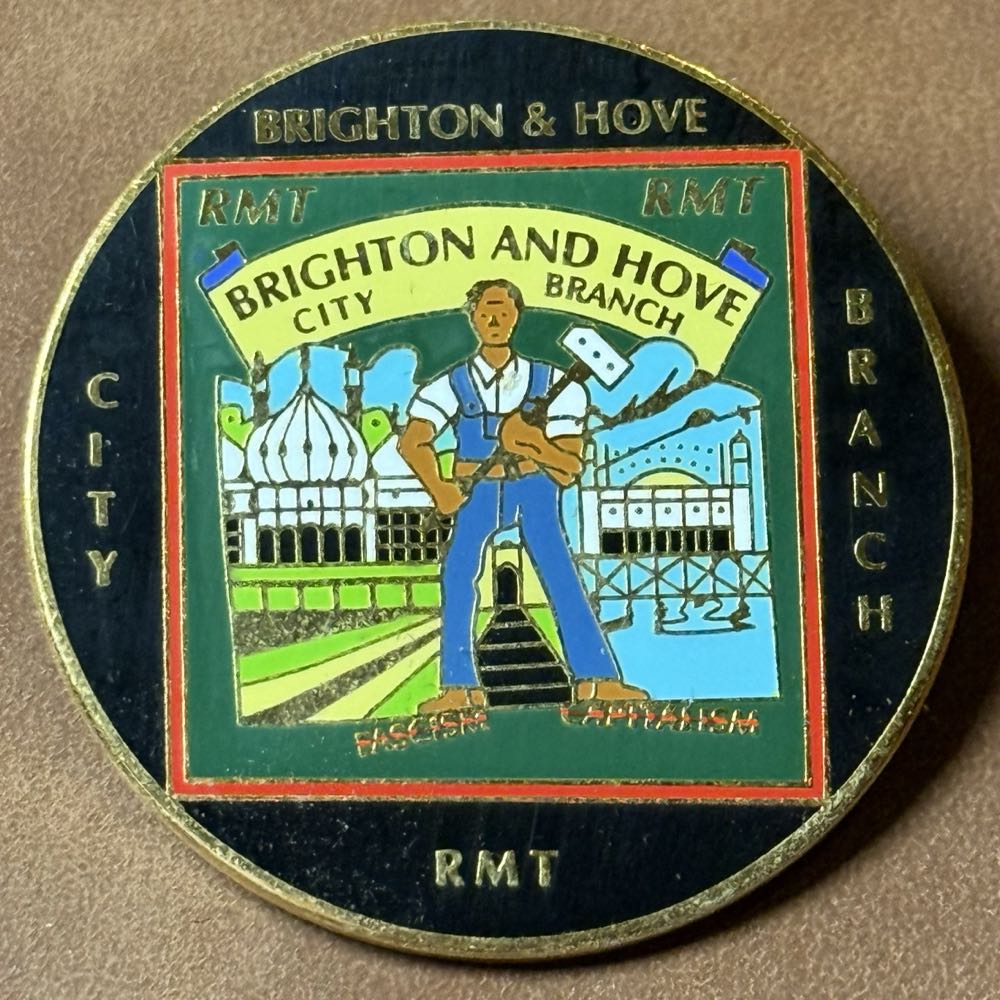 BRIGHTON & HOVE
RMT RMT
BRIGHTON AND HOVE
CITY BRANCH
CITY
BRANCH
FASCISM CAPITALISM
RMT